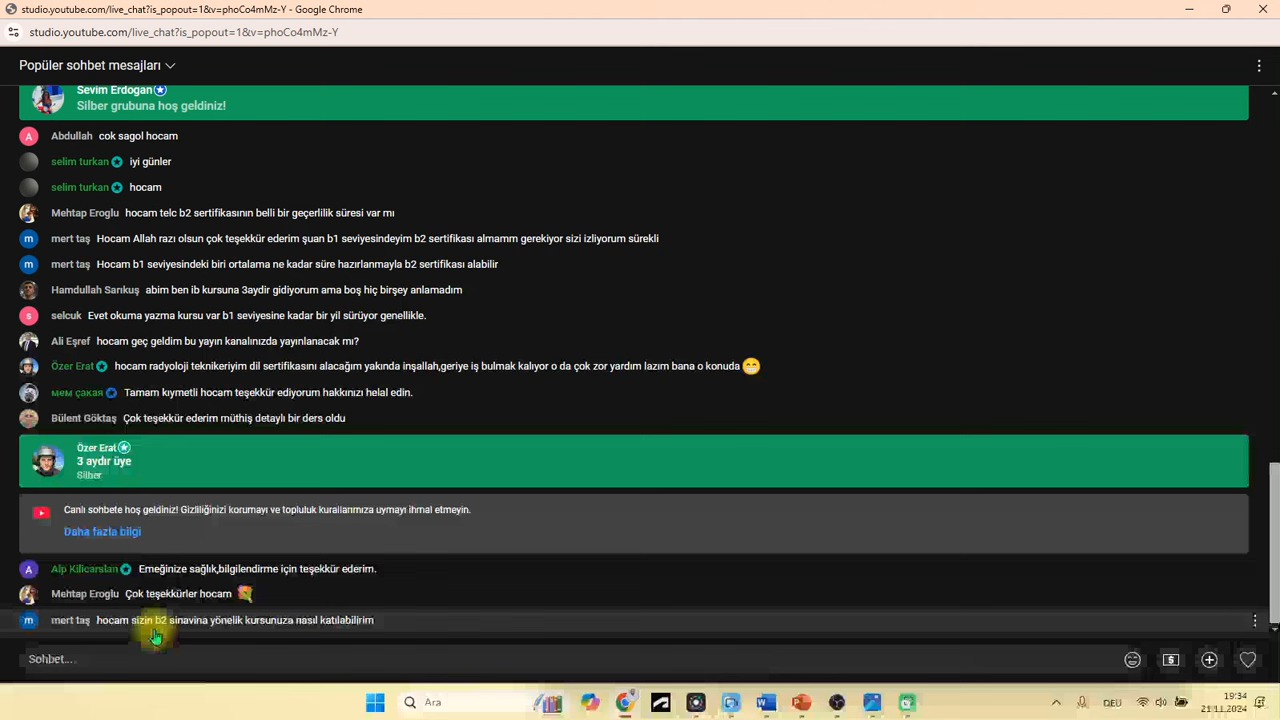 studio.youtube.com/live_chat?is_popout=1&v=phoCo4mMz-Y - Google Chrome
studio.youtube.com/live_chat?is_popout=1&v=phoCo4mMz-Y
Popüler sohbet mesajları
Sevim Erdogan
Silber grubuna hoş geldiniz!
A Abdullah cok sagol hocam
selim turkan iyi günler
selim turkan hocam
Mehtap Eroglu hocam telc b2 sertifikasının belli bir geçerlilik süresi var mı
m mert taş Hocam Allah razı olsun çok teşekkür ederim şuan b1 seviyesindeyim b2 sertifikası almamm gerekiyor sizi izliyorum sürekli
m mert taş Hocam b1 seviyesindeki biri ortalama ne kadar süre hazırlanmayla b2 sertifikası alabilir
Hamdullah Sarıkuş abim ben ib kursuna 3aydir gidiyorum ama boş hiç birşey anlamadım
s selcuk Evet okuma yazma kursu var b1 seviyesine kadar bir yil sürüyor genellikle.
Ali Eşref hocam geç geldim bu yayın kanalınızda yayınlanacak mı?
Özer Erat hocam radyoloji teknikeriyim dil sertifikasını alacağım yakında inşallah,geriye iş bulmak kalıyor o da çok zor yardım lazım bana o konuda 😁
мем çакая Tamam kıymetli hocam teşekkür ediyorum hakkınızı helal edin.
Bülent Göktaş Çok teşekkür ederim müthiş detaylı bir ders oldu
Özer Erat
3 aydır üye
Silber
Canlı sohbete hoş geldiniz! Gizliliğinizi korumayı ve topluluk kurallarımıza uymayı ihmal etmeyin.
Daha fazla bilgi
A Alp Kilicarslan Emeğinize sağlık,bilgilendirme için teşekkür ederim.
Mehtap Eroglu Çok teşekkürler hocam
m mert taş hocam sizin b2 sinavina yönelik kursunuza nasıl katılabilirim
Sohbet...
Ara
DEU
19:34
21.11.2024